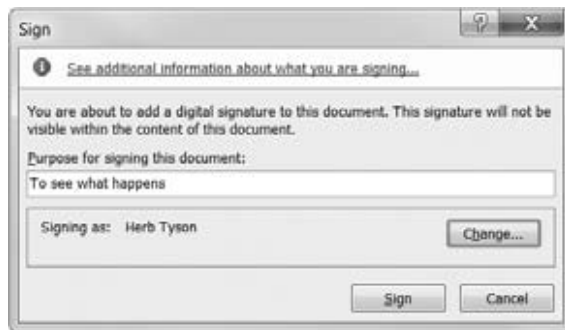 Sign
See additional information about what you are signing...
You are about to add a digital signature to this document. This signature will not be
visible within the content of this document.
Purpose for signing this document:
To see what happens
Signing as: Herb Tyson
Change...
Sign
Cancel